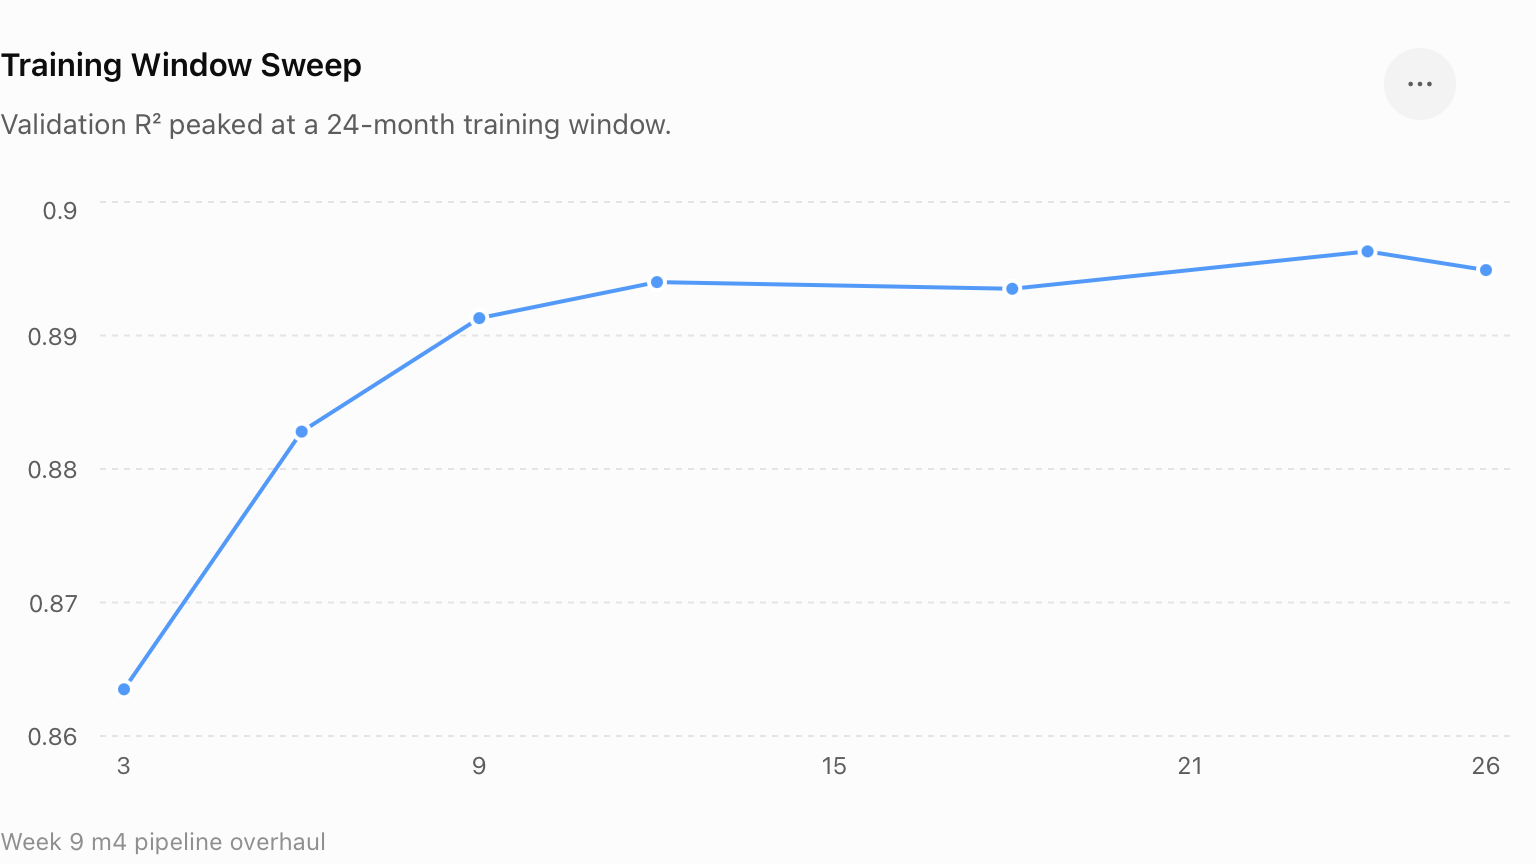 Training Window Sweep
...
Validation R² peaked at a 24-month training window.
0.9
0.89
0.88
0.87
0.86
3 9 15 21 26
Week 9 m4 pipeline overhaul